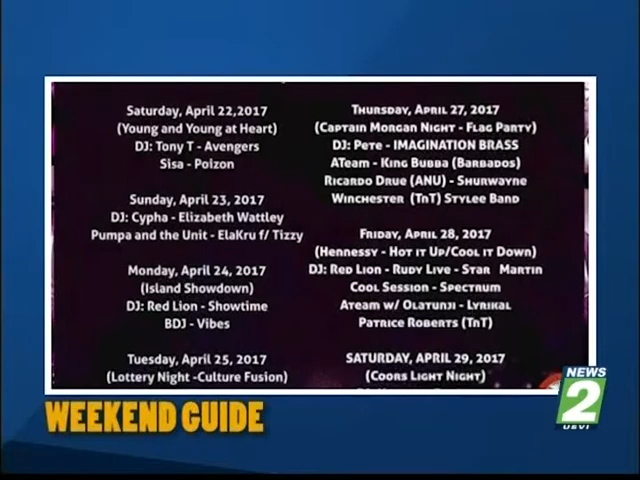 Saturday, April 22,2017
(Young and Young at Heart)
DJ: Tony T - Avengers
Sisa - Poizon
Sunday, April 23, 2017
DJ: Cypha - Elizabeth Wattley
Pumpa and the Unit - ElaKru f/ Tizzy
Monday, April 24, 2017
(Island Showdown)
DJ: Red Lion - Showtime
BDJ - Vibes
Tuesday, April 25, 2017
(Lottery Night -Culture Fusion)
THURSDAY, APRIL 27, 2017
(CAPTAIN MORGAN NIGHT - FLAG PARTY)
DJ: PETE - IMAGINATION BRASS
ATEAM - KING BUBBA (BARBADOS)
RICARDO DRUE (ANU) - SHURWAYNE
WINCHESTER (TNT) STYLEE BAND
FRIDAY, APRIL 28, 2017
(HENNESSY - HOT IT UP/COOL IT DOWN)
DJ: RED LION - RUDY LIVE - STAR MARTIN
COOL SESSION - SPECTRUM
ATEAM W/ OLATUNJI - LYRIKAL
PATRICE ROBERTS (TNT)
SATURDAY, APRIL 29, 2017
(COORS LIGHT NIGHT)
WEEKEND GUIDE
NEWS
2
USVI